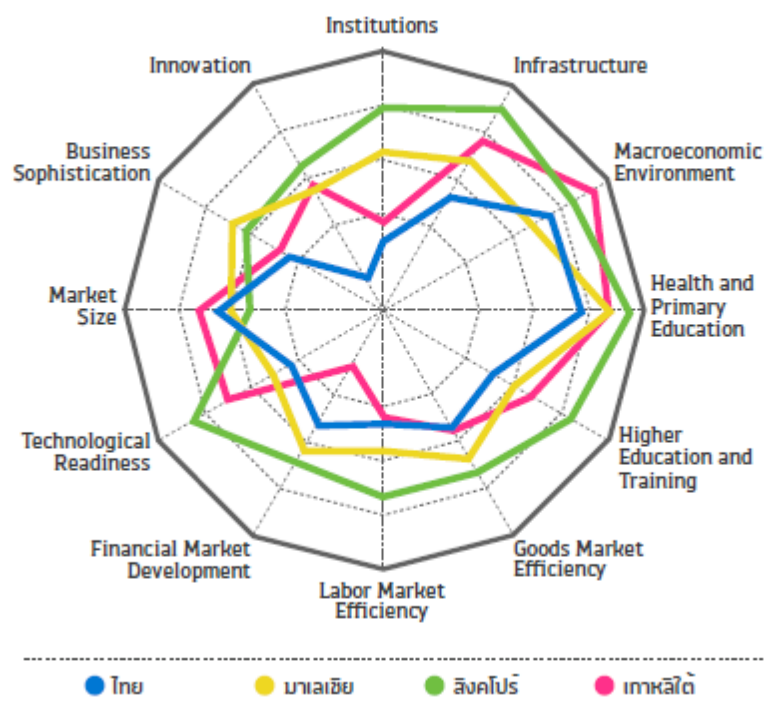 Institutions
Infrastructure
Macroeconomic
Environment
Health and
Primary
Education
Higher
Education and
Training
Goods Market
Efficiency
Labor Market
Efficiency
Financial Market
Development
Technological
Readiness
Market
Size
Business
Sophistication
Innovation
ไทย
มาเลเซีย
สิงคโปร์
เกาหลีใต้